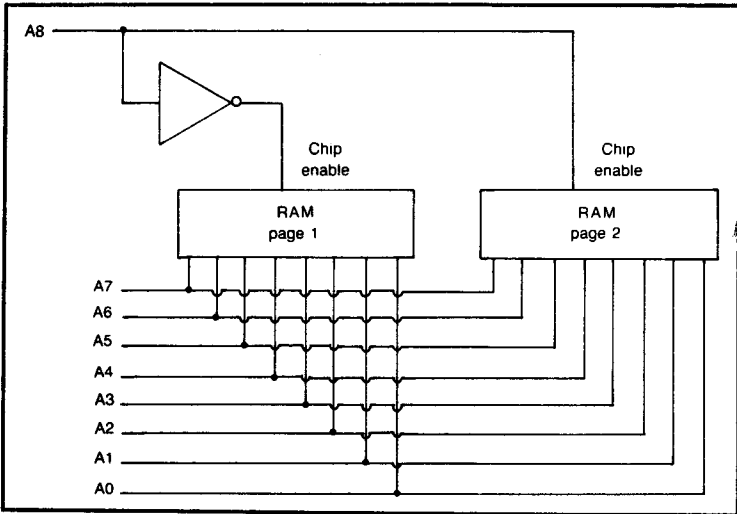 A8
Chip
enable
Chip
enable
RAM
page 1
RAM
page 2
A7
A6
A5
A4
A3
A2
A1
A0